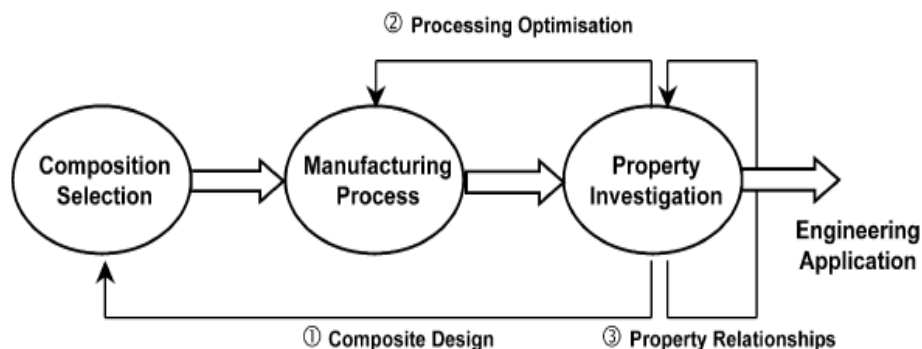 ② Processing Optimisation
Composition
Selection
Manufacturing
Process
Property
Investigation
Engineering
Application
① Composite Design
③ Property Relationships